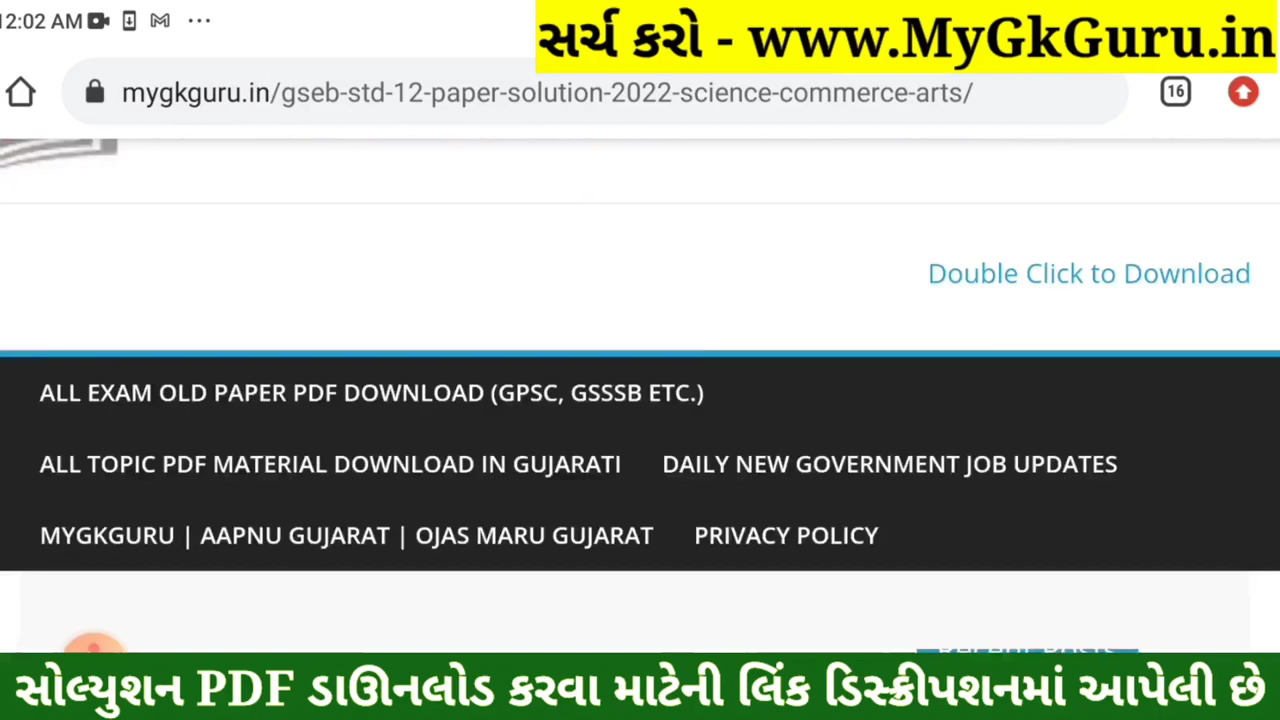 12:02 AM
સર્ચ કરો - www.MyGkGuru.in
mygkguru.in/gseb-std-12-paper-solution-2022-science-commerce-arts/
16
Double Click to Download
ALL EXAM OLD PAPER PDF DOWNLOAD (GPSC, GSSSB ETC.)
ALL TOPIC PDF MATERIAL DOWNLOAD IN GUJARATI DAILY NEW GOVERNMENT JOB UPDATES
MYGKGURU | AAPNU GUJARAT | OJAS MARU GUJARAT PRIVACY POLICY
સોલ્યુશન PDF ડાઊનલોડ કરવા માટેની લિંક ડિસ્ક્રીપશનમાં આપેલી છે